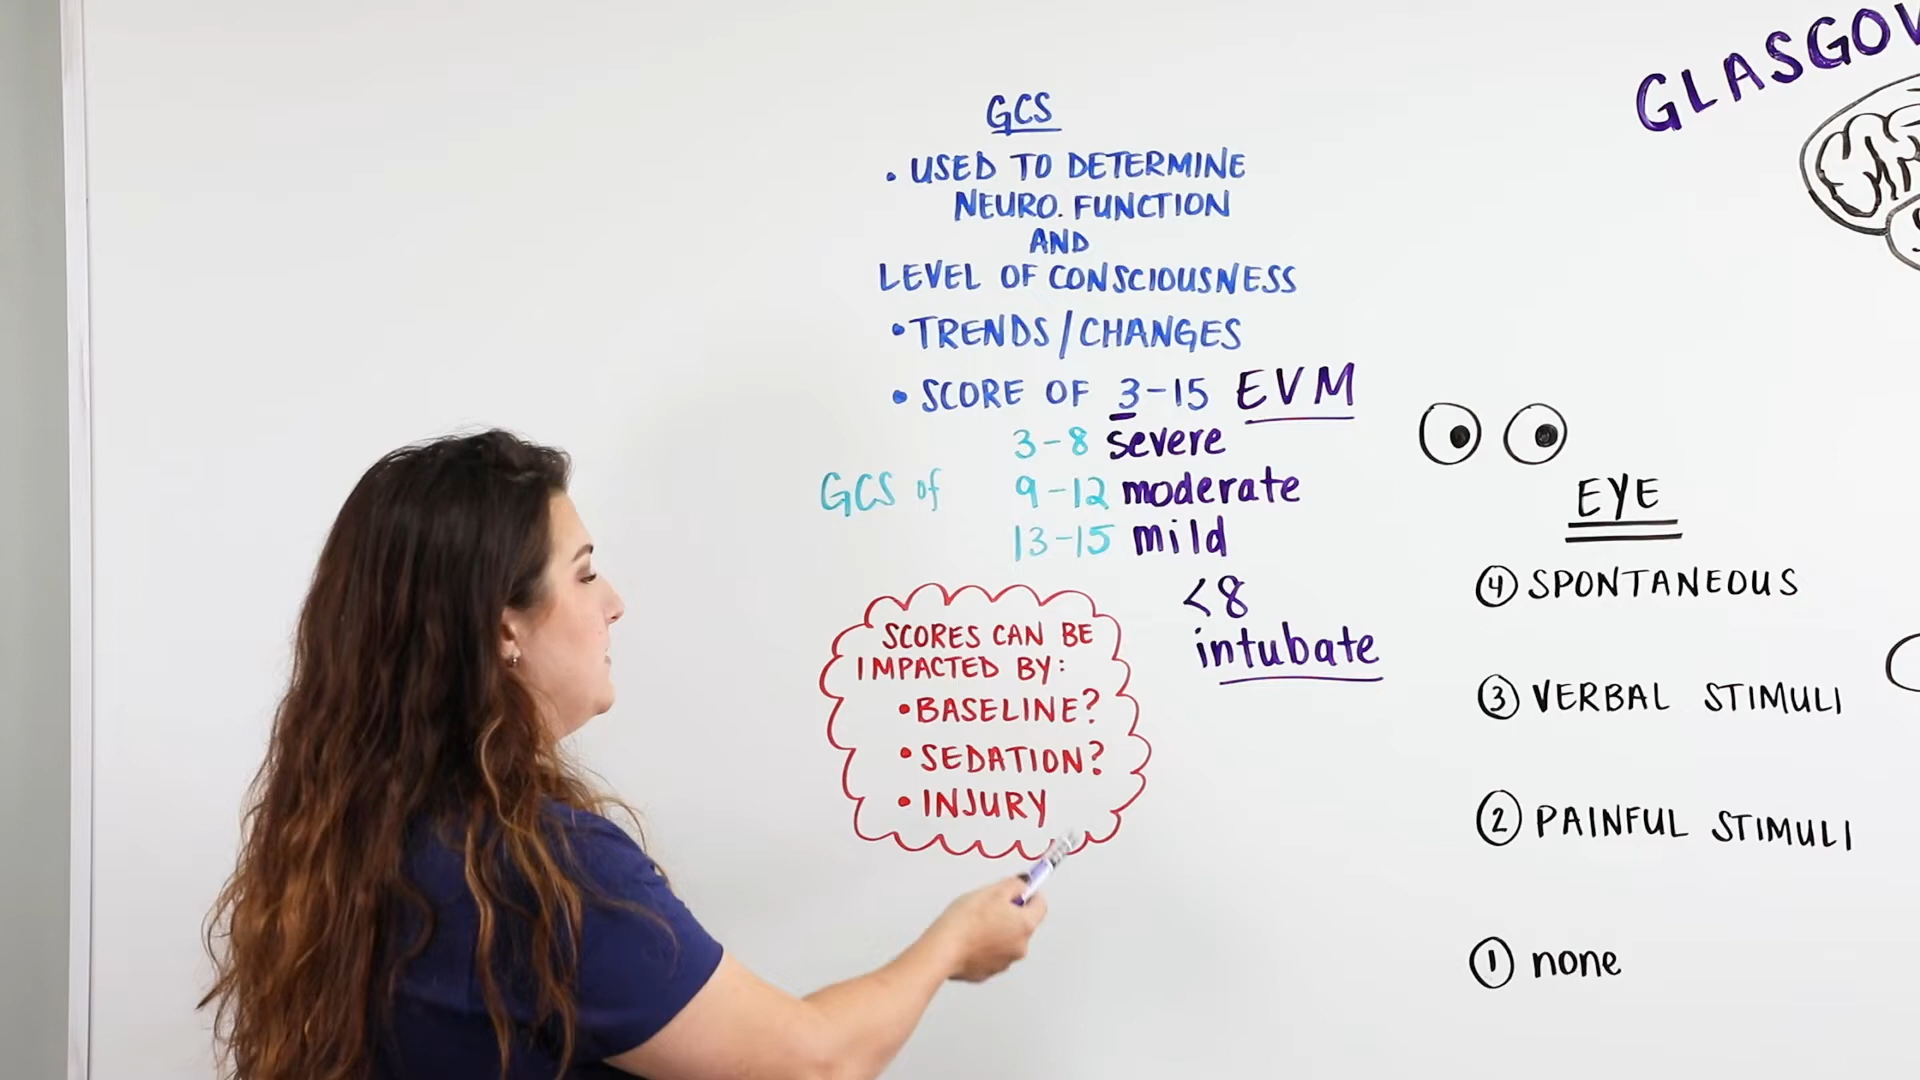 GCS
• USED TO DETERMINE
NEURO. FUNCTION
AND
LEVEL OF CONSCIOUSNESS
• TRENDS/CHANGES
• SCORE OF 3-15 EVM
3-8 severe
GCS of 9-12 moderate
13-15 mild
<8
intubate
SCORES CAN BE
IMPACTED BY:
• BASELINE?
• SEDATION?
• INJURY
GLASGOW
EYE
④ SPONTANEOUS
③ VERBAL STIMULI
② PAINFUL STIMULI
① none